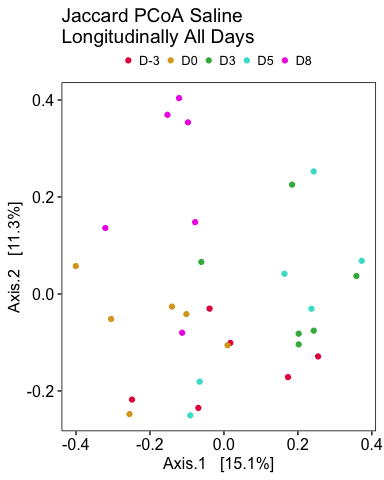 Jaccard PCoA Saline
Longitudinally All Days
D-3 D0 D3 D5 D8
0.4
0.2
0.0
-0.2
Axis.2 [11.3%]
-0.4 -0.2 0.0 0.2 0.4
Axis.1 [15.1%]